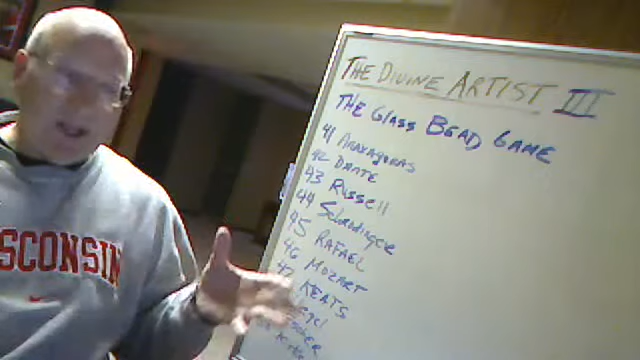 THE DIVINE ARTIST III
THE GLASS BEAD GAME
41 ANAXAGORAS
42 DANTE
43 RUSSELL
44 Schrodinger
45 RAFAEL
46 MOZART
47 KEATS
SCONSIN